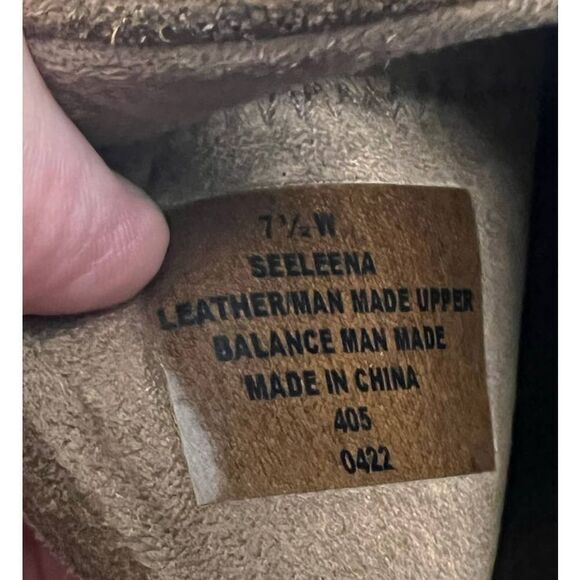 7 ½ W
SEELEENA
LEATHER/MAN MADE UPPER
BALANCE MAN MADE
MADE IN CHINA
405
0422